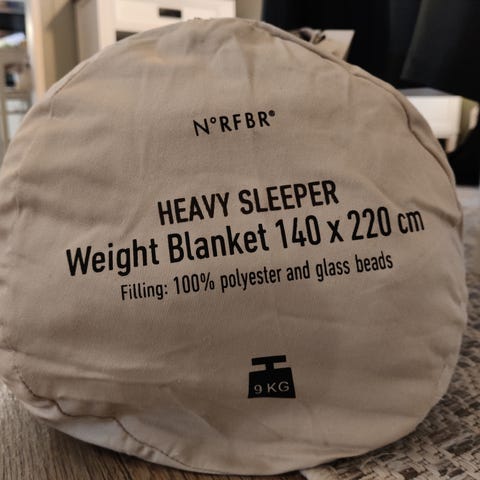 N°RFBR®
HEAVY SLEEPER
Weight Blanket 140 x 220 cm
Filling: 100% polyester and glass beads
9 KG